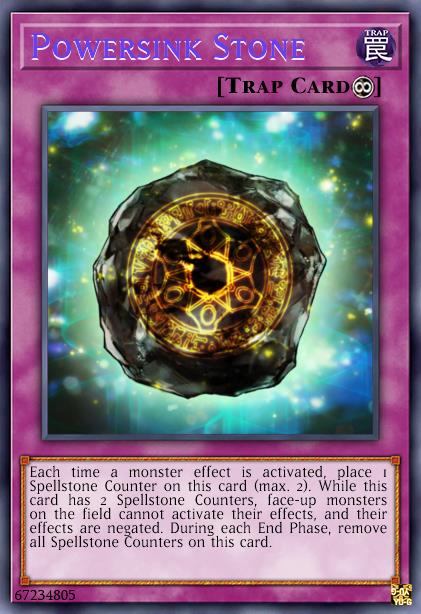 Powersink Stone
TRAP
罠
[Trap Card]
Each time a monster effect is activated, place 1
Spellstone Counter on this card (max. 2). While this
card has 2 Spellstone Counters, face-up monsters
on the field cannot activate their effects, and their
effects are negated. During each End Phase, remove
all Spellstone Counters on this card.
67234805